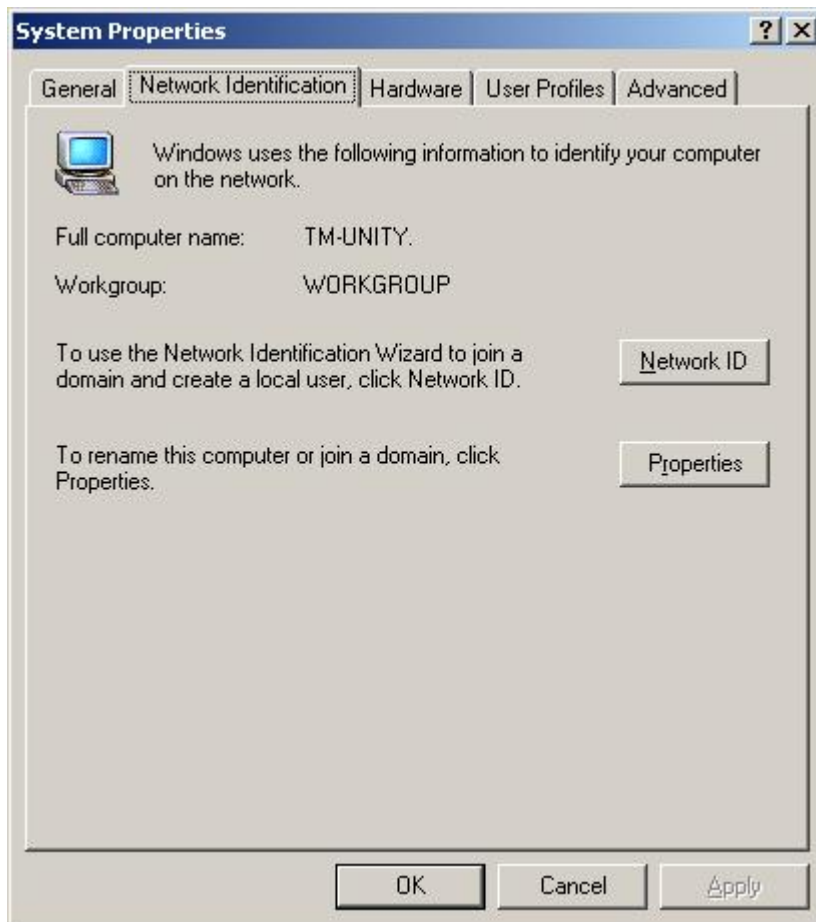 System Properties
General Network Identification Hardware User Profiles Advanced
Windows uses the following information to identify your computer
on the network.
Full computer name: TM-UNITY.
Workgroup: WORKGROUP
To use the Network Identification Wizard to join a
domain and create a local user, click Network ID.
Network ID
To rename this computer or join a domain, click
Properties.
Properties
OK Cancel Apply